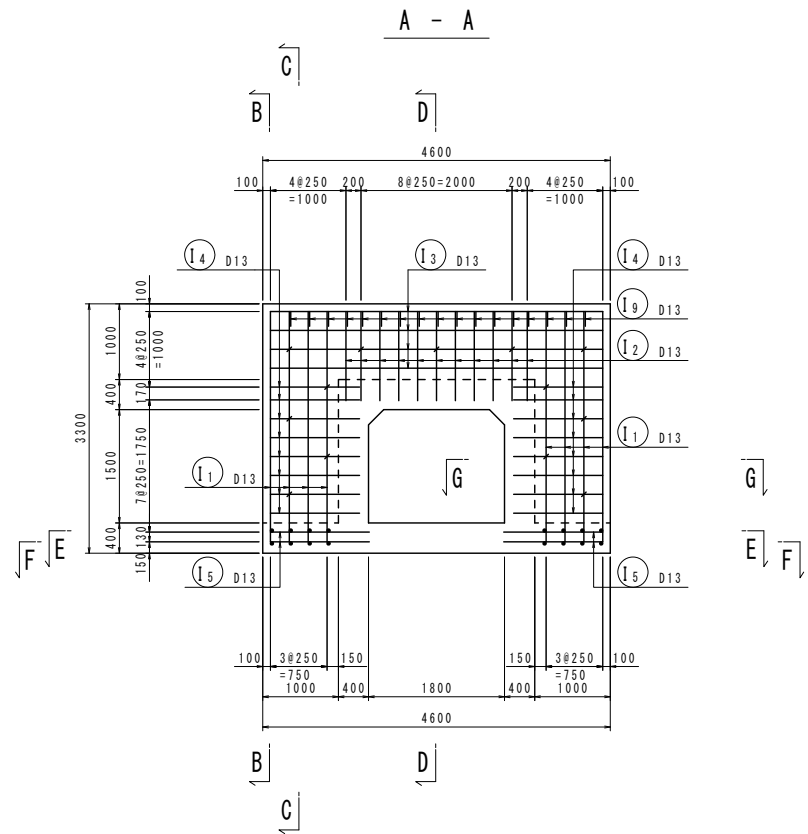 A - A
C
B D
4600
100 4@250 =1000 200 8@250=2000 200 4@250 =1000 100
I4 D13 I3 D13 I4 D13
I9 D13
I2 D13
I1 D13
I1 D13
100
4@250 =1000
170
7@250=1750
130
150
1000
400
1500
400
3300
G G
F E E F
I5 D13 I5 D13
100 3@250 =750 150 150 3@250 =750 100
1000 400 1800 400 1000
4600
B D
C